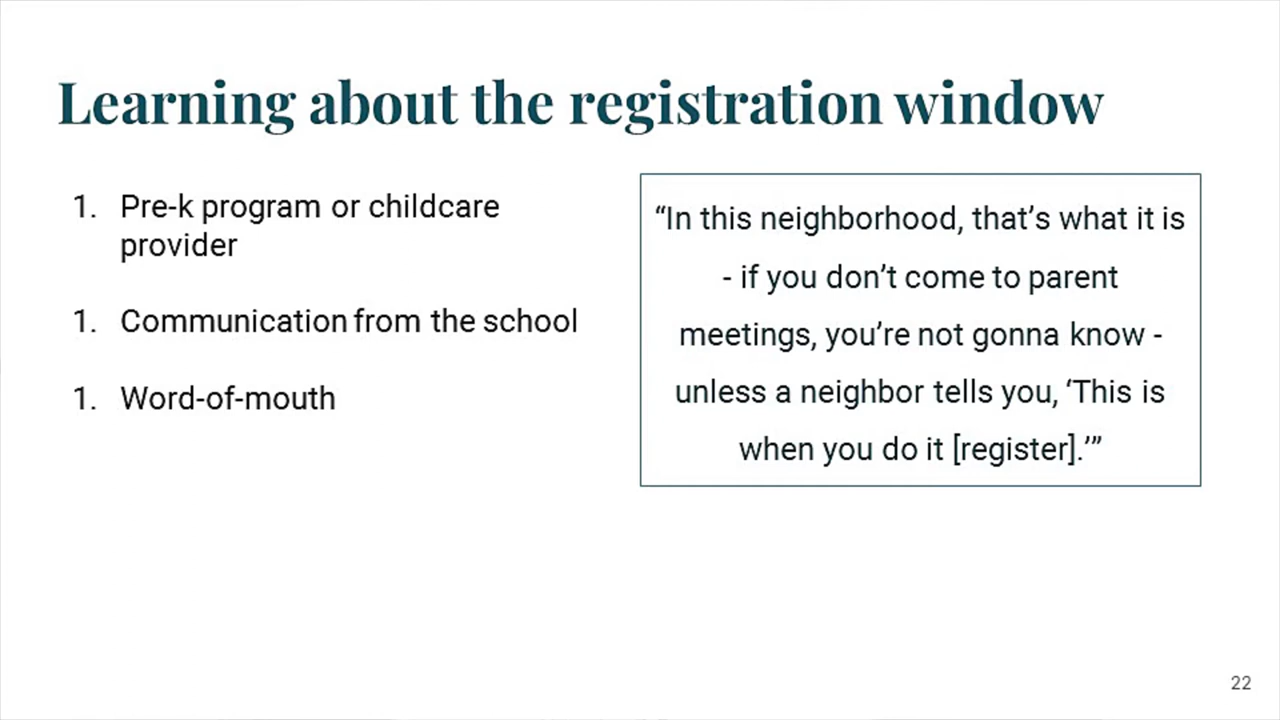 Learning about the registration window
1. Pre-k program or childcare
provider
1. Communication from the school
1. Word-of-mouth
“In this neighborhood, that’s what it is
- if you don’t come to parent
meetings, you’re not gonna know -
unless a neighbor tells you, ‘This is
when you do it [register].’”
22